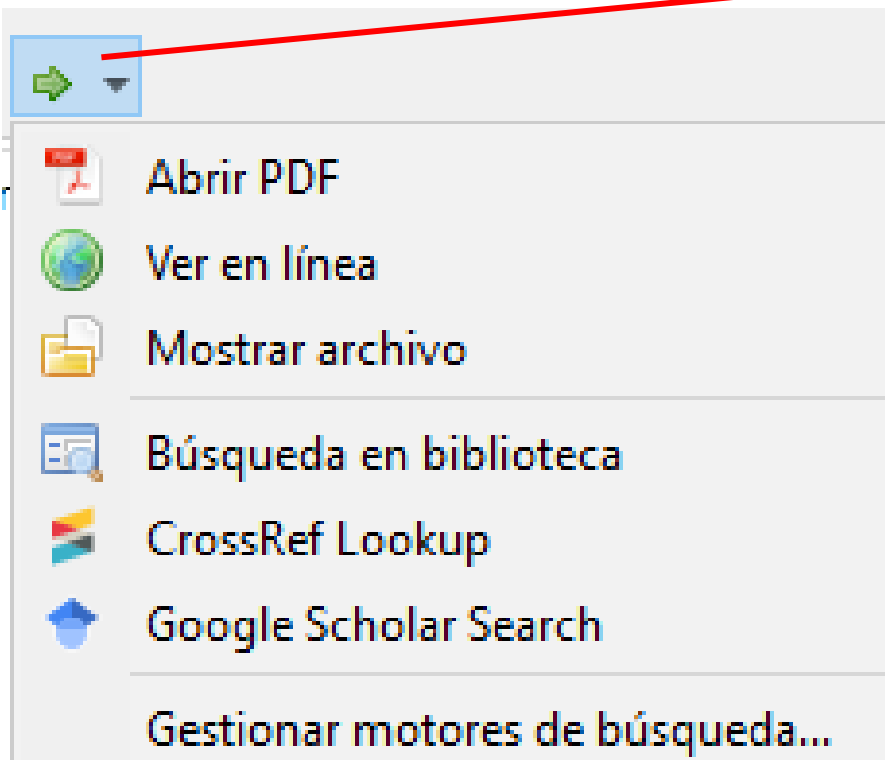 Abrir PDF
Ver en línea
Mostrar archivo
Búsqueda en biblioteca
CrossRef Lookup
Google Scholar Search
Gestionar motores de búsqueda...